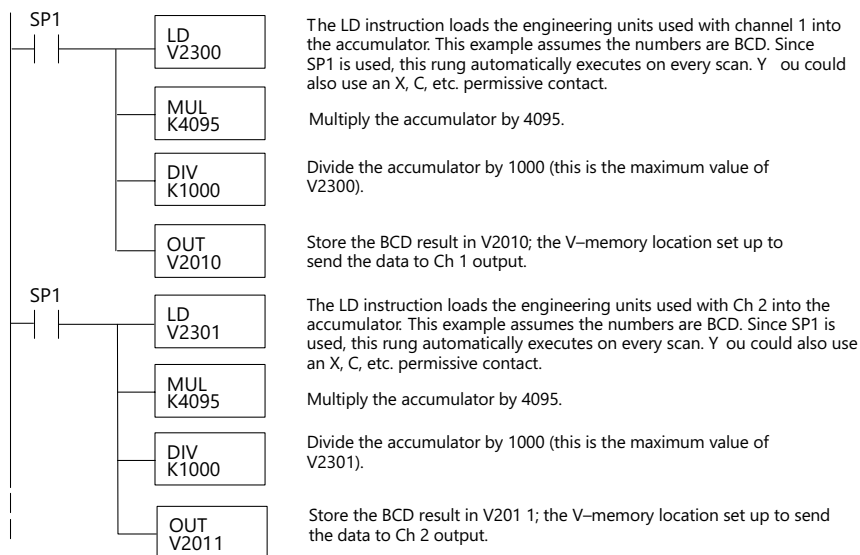 SP1
LD
V2300
The LD instruction loads the engineering units used with channel 1 into
the accumulator. This example assumes the numbers are BCD. Since
SP1 is used, this rung automatically executes on every scan. Y ou could
also use an X, C, etc. permissive contact.
MUL
K4095
Multiply the accumulator by 4095.
DIV
K1000
Divide the accumulator by 1000 (this is the maximum value of
V2300).
OUT
V2010
Store the BCD result in V2010; the V–memory location set up to
send the data to Ch 1 output.
SP1
LD
V2301
The LD instruction loads the engineering units used with Ch 2 into the
accumulator. This example assumes the numbers are BCD. Since SP1 is
used, this rung automatically executes on every scan. Y ou could also use
an X, C, etc. permissive contact.
MUL
K4095
Multiply the accumulator by 4095.
DIV
K1000
Divide the accumulator by 1000 (this is the maximum value of
V2301).
OUT
V2011
Store the BCD result in V201 1; the V–memory location set up to send
the data to Ch 2 output.